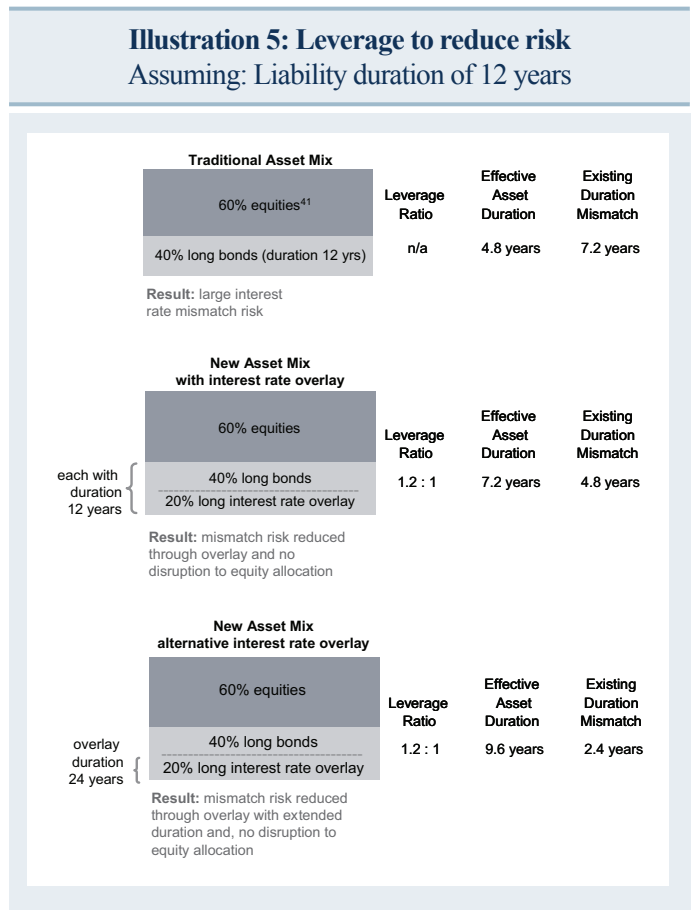 Illustration 5: Leverage to reduce risk
Assuming: Liability duration of 12 years
Traditional Asset Mix
60% equities41
40% long bonds (duration 12 yrs)
Leverage
Ratio
n/a
Effective
Asset
Duration
4.8 years
Existing
Duration
Mismatch
7.2 years
Result: large interest
rate mismatch risk
New Asset Mix
with interest rate overlay
60% equities
40% long bonds
20% long interest rate overlay
each with
duration
12 years
Leverage
Ratio
1.2 : 1
Effective
Asset
Duration
7.2 years
Existing
Duration
Mismatch
4.8 years
Result: mismatch risk reduced
through overlay and no
disruption to equity allocation
New Asset Mix
alternative interest rate overlay
60% equities
40% long bonds
20% long interest rate overlay
overlay
duration
24 years
Leverage
Ratio
1.2 : 1
Effective
Asset
Duration
9.6 years
Existing
Duration
Mismatch
2.4 years
Result: mismatch risk reduced
through overlay with extended
duration and, no disruption to
equity allocation